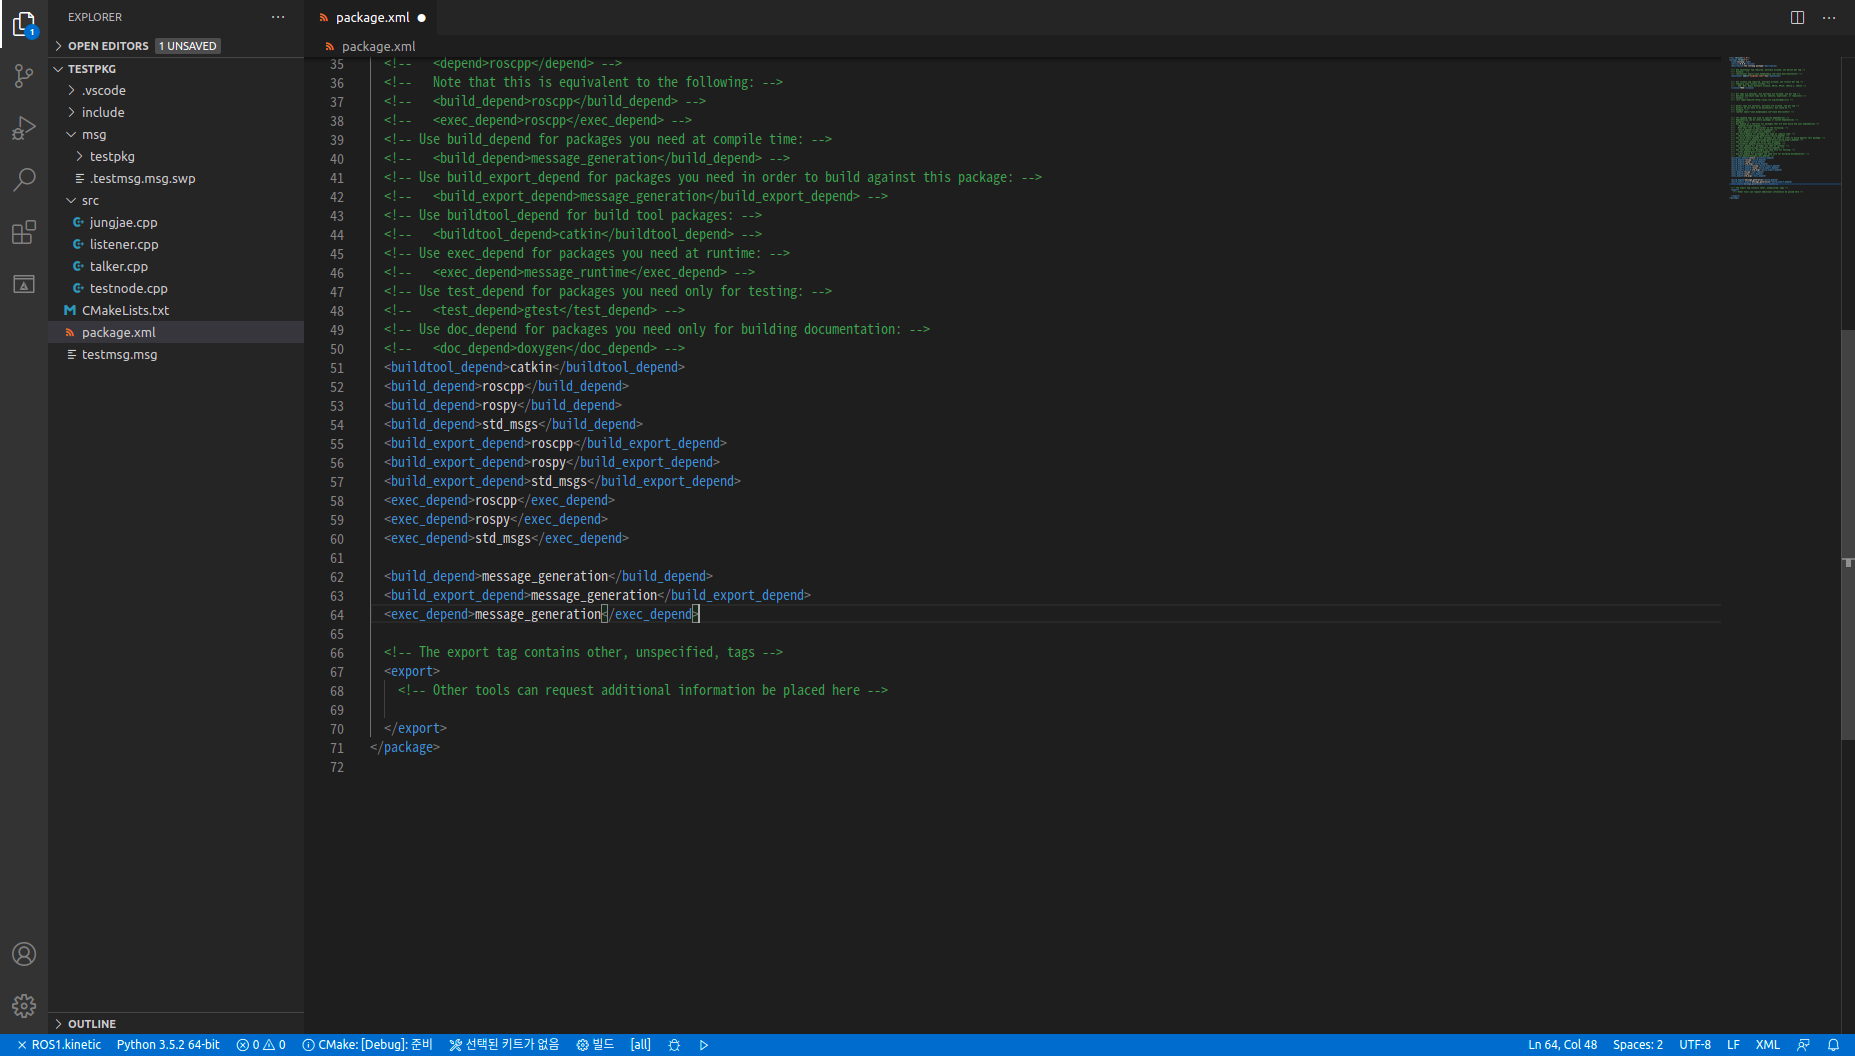 EXPLORER
OPEN EDITORS 1 UNSAVED
TESTPKG
.vscode
include
msg
testpkg
.testmsg.msg.swp
src
jungjae.cpp
listener.cpp
talker.cpp
testnode.cpp
CMakeLists.txt
package.xml
testmsg.msg
OUTLINE
1
package.xml
package.xml
35 <!--   <depend>roscpp</depend> -->
36 <!--   Note that this is equivalent to the following: -->
37 <!--   <build_depend>roscpp</build_depend> -->
38 <!--   <exec_depend>roscpp</exec_depend> -->
39 <!-- Use build_depend for packages you need at compile time: -->
40 <!--   <build_depend>message_generation</build_depend> -->
41 <!-- Use build_export_depend for packages you need in order to build against this package: -->
42 <!--   <build_export_depend>message_generation</build_export_depend> -->
43 <!-- Use buildtool_depend for build tool packages: -->
44 <!--   <buildtool_depend>catkin</buildtool_depend> -->
45 <!-- Use exec_depend for packages you need at runtime: -->
46 <!--   <exec_depend>message_runtime</exec_depend> -->
47 <!-- Use test_depend for packages you need only for testing: -->
48 <!--   <test_depend>gtest</test_depend> -->
49 <!-- Use doc_depend for packages you need only for building documentation: -->
50 <!--   <doc_depend>doxygen</doc_depend> -->
51 <buildtool_depend>catkin</buildtool_depend>
52 <build_depend>roscpp</build_depend>
53 <build_depend>rospy</build_depend>
54 <build_depend>std_msgs</build_depend>
55 <build_export_depend>roscpp</build_export_depend>
56 <build_export_depend>rospy</build_export_depend>
57 <build_export_depend>std_msgs</build_export_depend>
58 <exec_depend>roscpp</exec_depend>
59 <exec_depend>rospy</exec_depend>
60 <exec_depend>std_msgs</exec_depend>
61
62 <build_depend>message_generation</build_depend>
63 <build_export_depend>message_generation</build_export_depend>
64 <exec_depend>message_generation</exec_depend>
65
66 <!-- The export tag contains other, unspecified, tags -->
67 <export>
68 <!-- Other tools can request additional information be placed here -->
69
70 </export>
71 </package>
72
ROS1.kinetic Python 3.5.2 64-bit 0 0 CMake: [Debug]: 준비 선택된 키트가 없음 빌드 [all] Ln 64, Col 48 Spaces: 2 UTF-8 LF XML